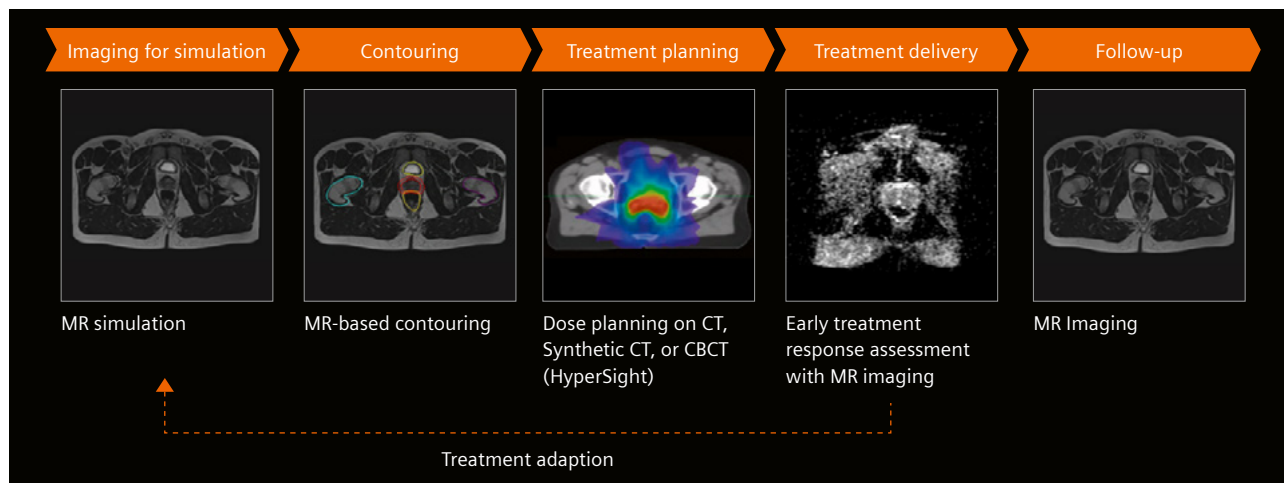 Imaging for simulation
Contouring
Treatment planning
Treatment delivery
Follow-up
MR simulation
MR-based contouring
Dose planning on CT,
Synthetic CT, or CBCT
(HyperSight)
Early treatment
response assessment
with MR imaging
MR Imaging
Treatment adaption